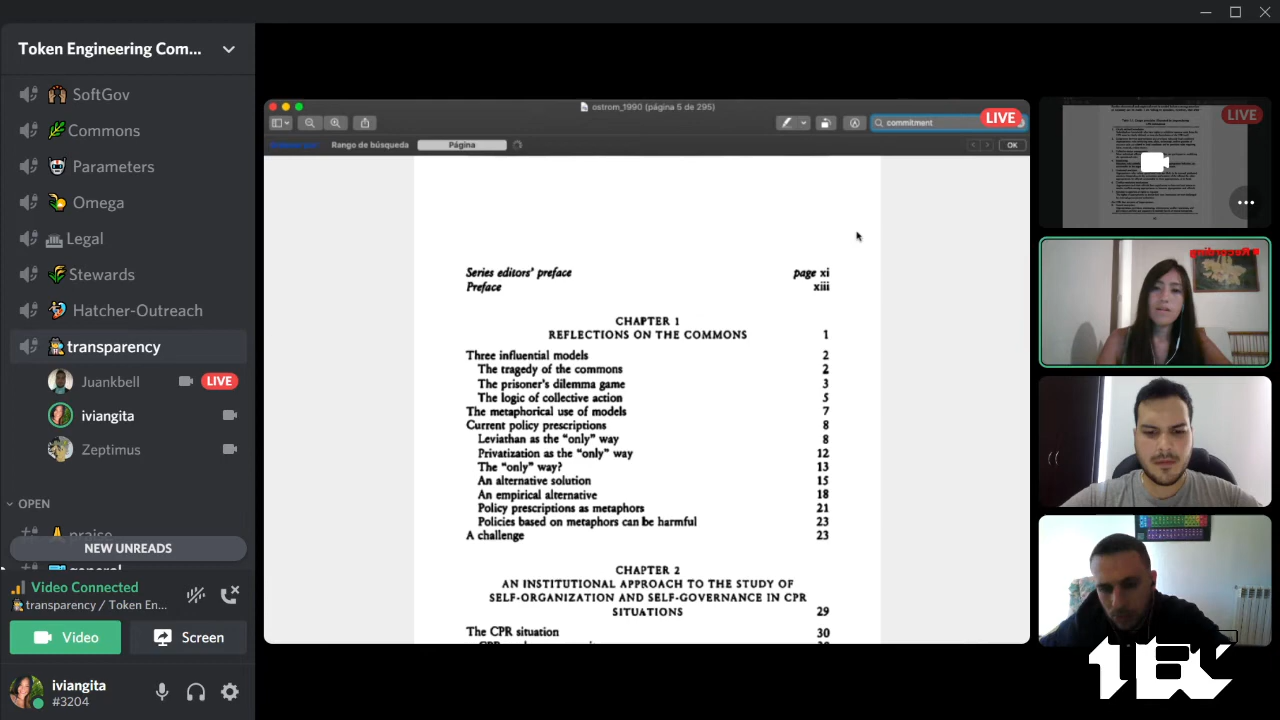 Token Engineering Com...
SoftGov
Commons
Parameters
Omega
Legal
Stewards
Hatcher-Outreach
transparency
Juankbell
LIVE
iviangita
Zeptimus
OPEN
praise
NEW UNREADS
general
Video Connected
transparency / Token En...
Video
Screen
iviangita
#3204
ostrom_1990 (página 5 de 295)
commitment
LIVE
Rango de búsqueda
Página
OK
Series editors' preface page xi
Preface xiii
CHAPTER 1
REFLECTIONS ON THE COMMONS 1
Three influential models 2
The tragedy of the commons 2
The prisoner's dilemma game 3
The logic of collective action 5
The metaphorical use of models 7
Current policy prescriptions 8
Leviathan as the "only" way 8
Privatization as the "only" way 12
The "only" way? 13
An alternative solution 15
An empirical alternative 18
Policy prescriptions as metaphors 21
Policies based on metaphors can be harmful 23
A challenge 23
CHAPTER 2
AN INSTITUTIONAL APPROACH TO THE STUDY OF
SELF-ORGANIZATION AND SELF-GOVERNANCE IN CPR
SITUATIONS 29
The CPR situation 30
LIVE
Recording
TEC